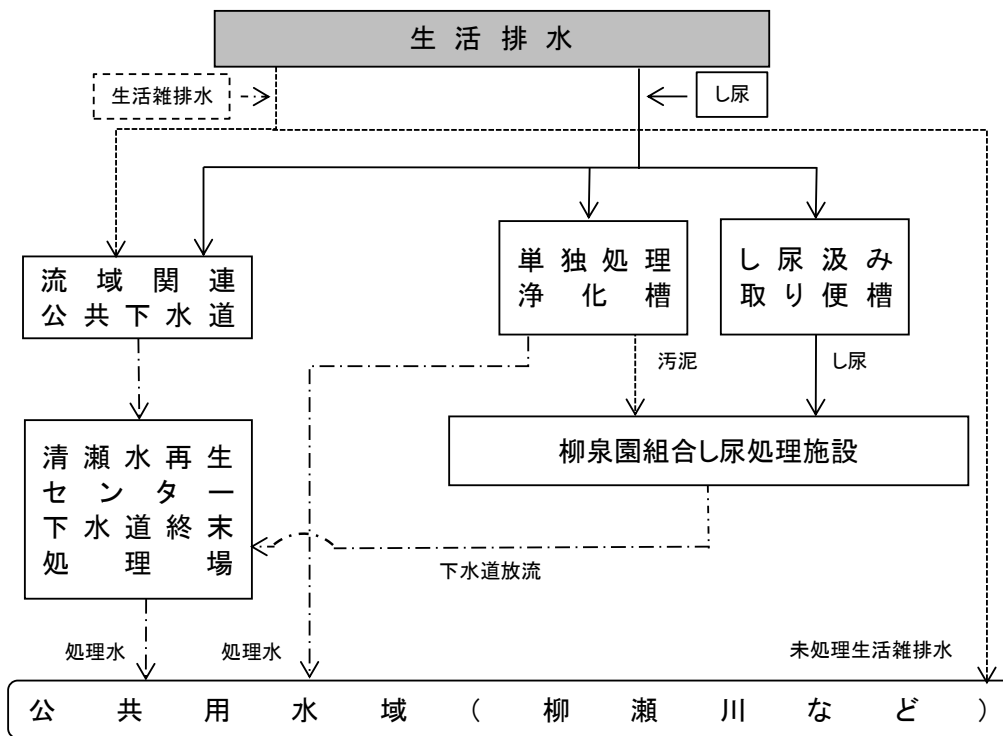 生活排水
生活雑排水
し尿
流域関連
公共下水道
単独処理
浄化槽
し尿汲み
取り便槽
汚泥
し尿
清瀬水再生
センター
下水道終末
処理場
柳泉園組合し尿処理施設
下水道放流
処理水
処理水
未処理生活雑排水
公共用水域(柳瀬川など)